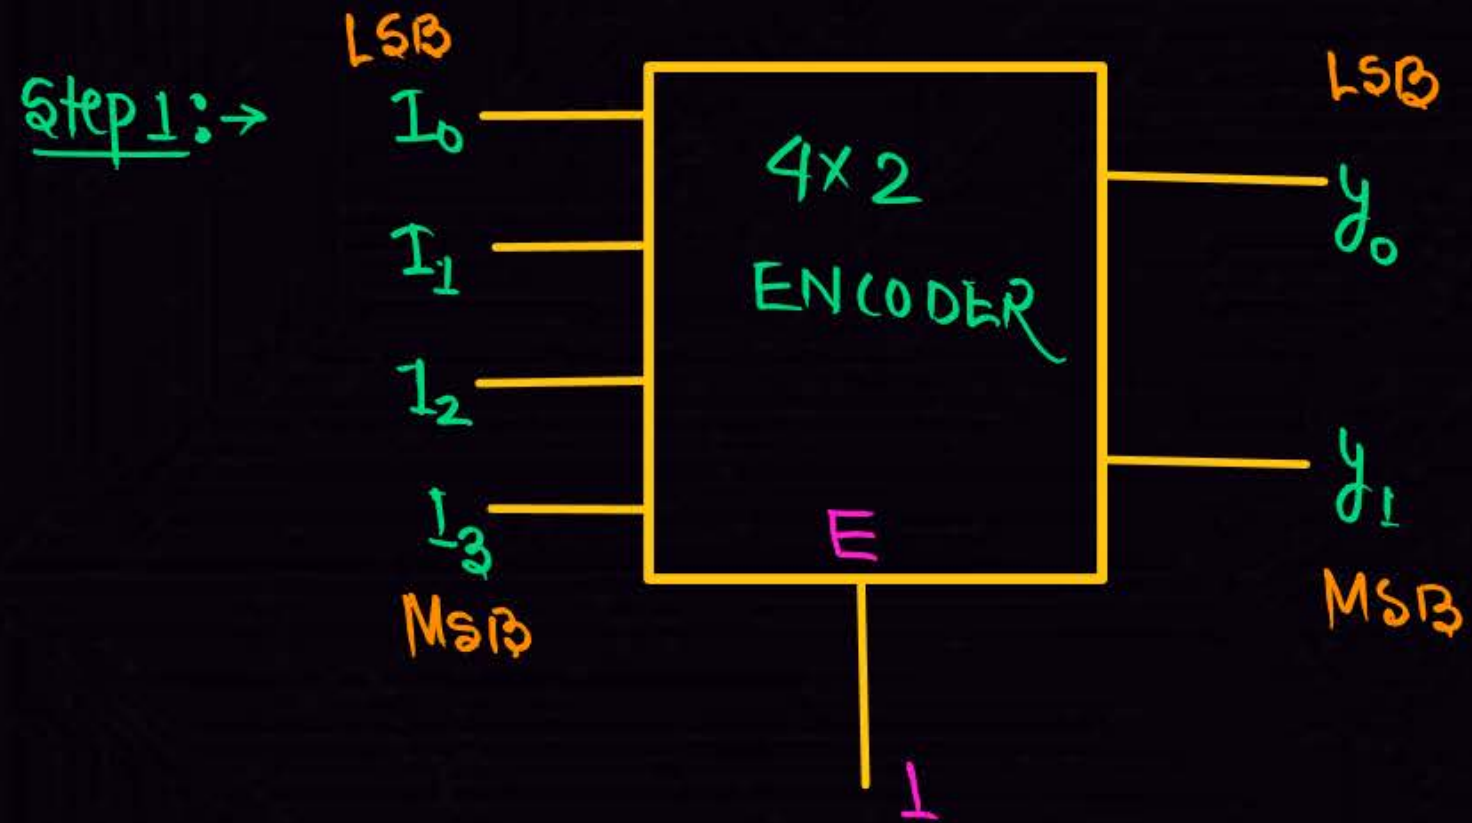 Step 1:→
LSB
I₀
I₁
I₂
I₃
MSB
4×2
ENCODER
E
1
LSB
y₀
y₁
MSB